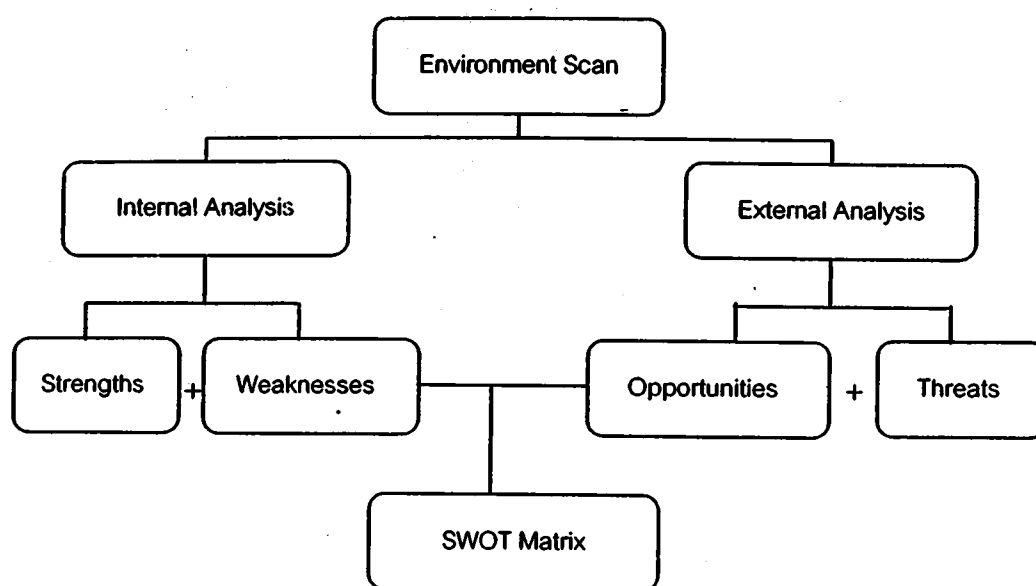 Environment Scan
Internal Analysis
External Analysis
Strengths
+
Weaknesses
Opportunities
+
Threats
SWOT Matrix